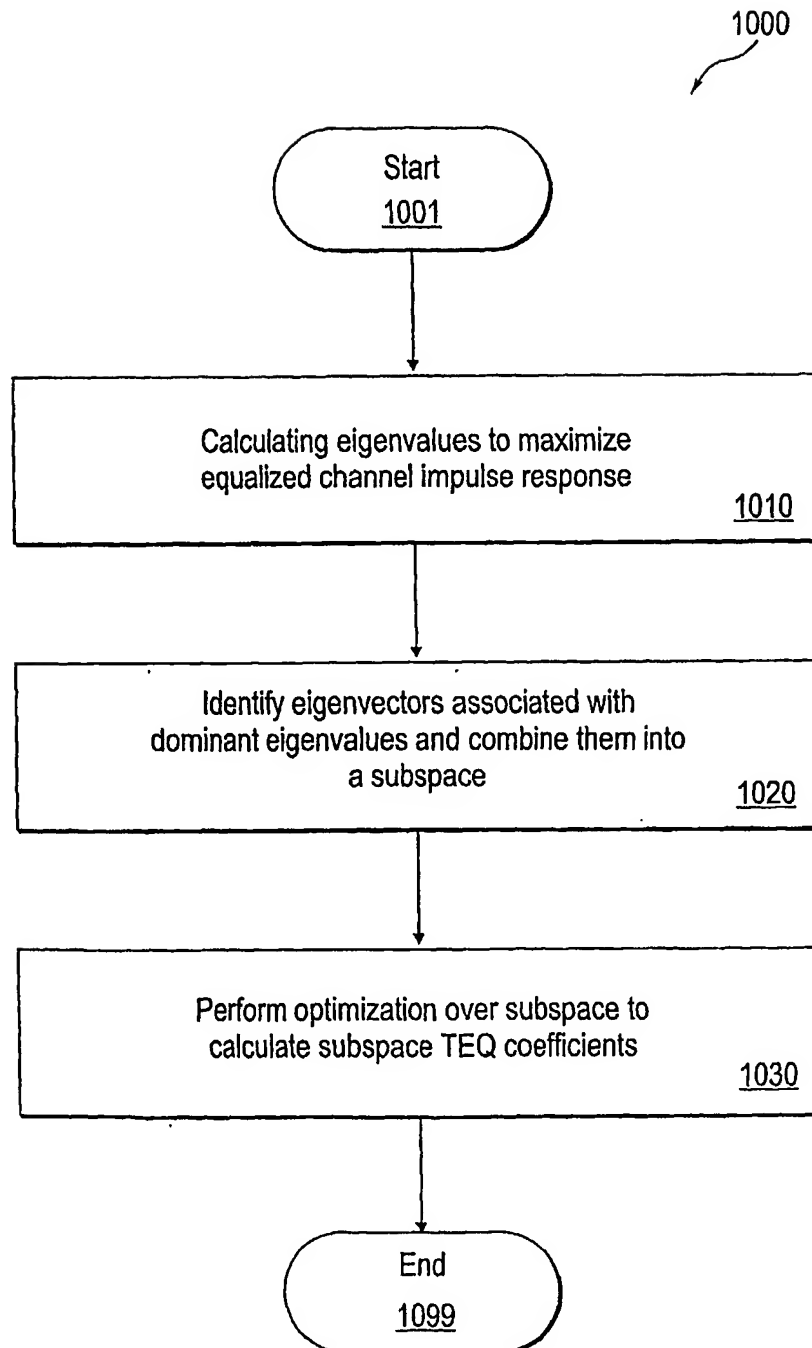 1000
Start
1001
Calculating eigenvalues to maximize
equalized channel impulse response
1010
Identify eigenvectors associated with
dominant eigenvalues and combine them into
a subspace
1020
Perform optimization over subspace to
calculate subspace TEQ coefficients
1030
End
1099